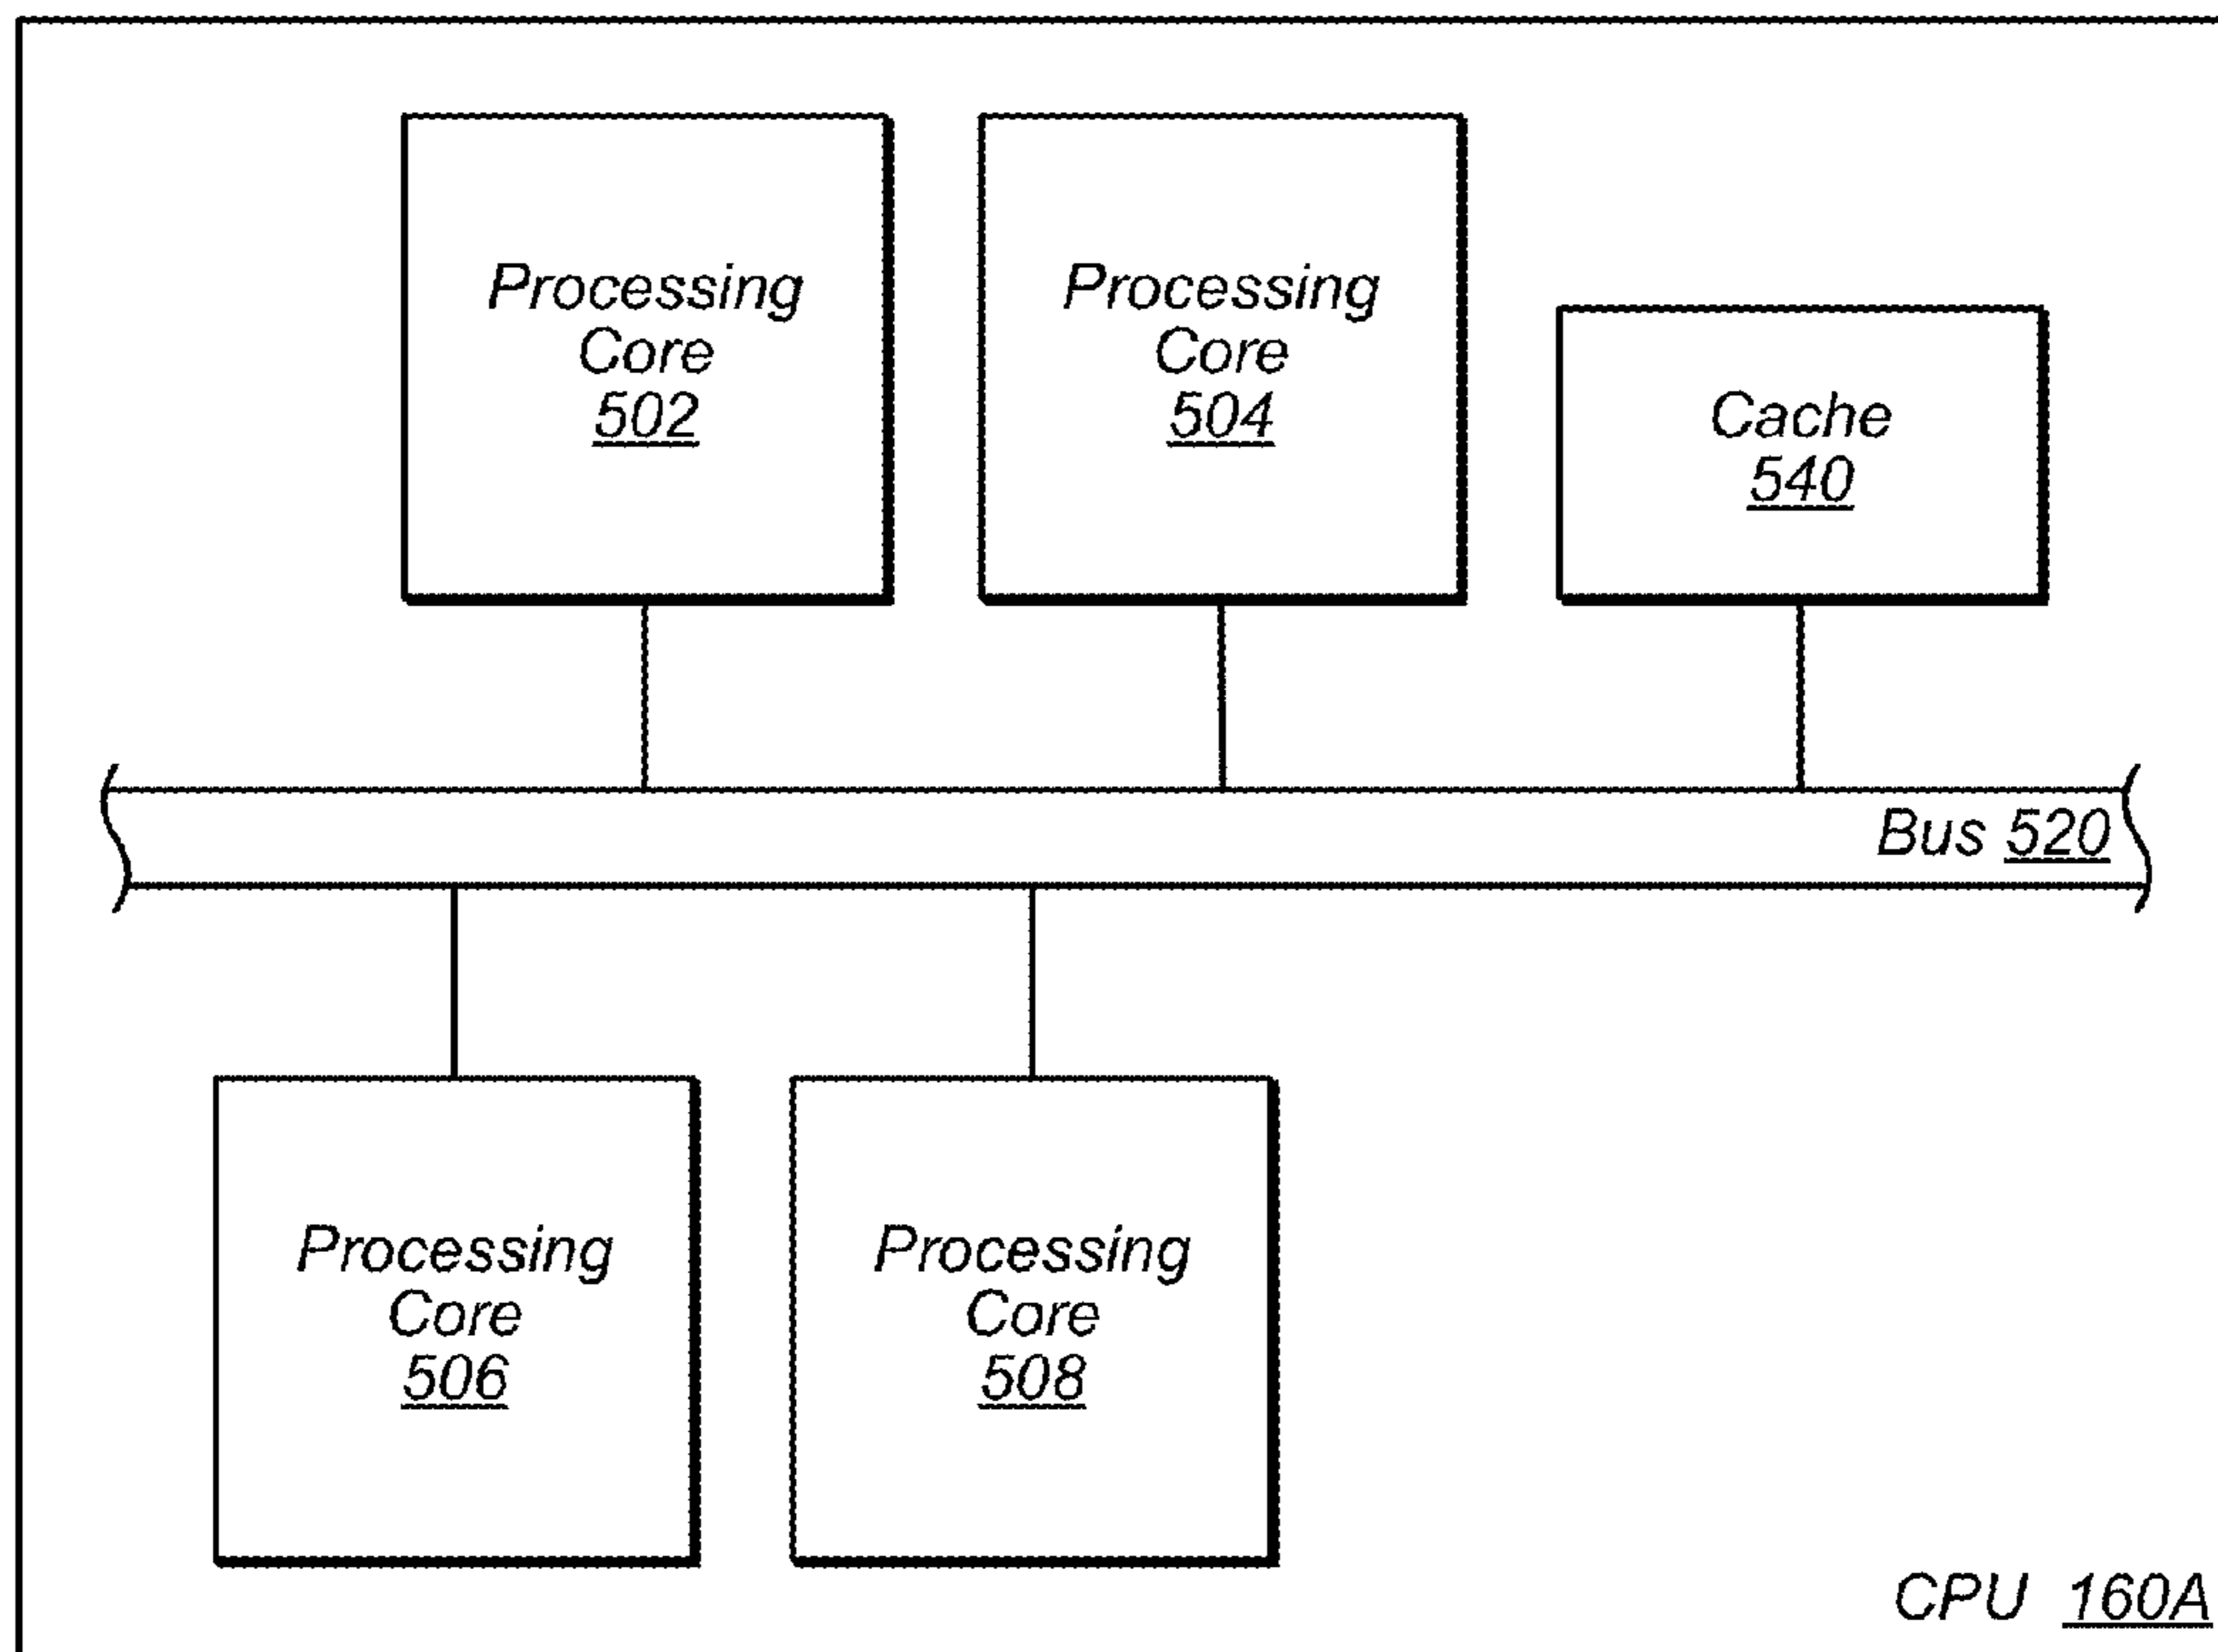 Processing
Core
502
Processing
Core
504
Cache
540
Bus 520
Processing
Core
506
Processing
Core
508
CPU 160A